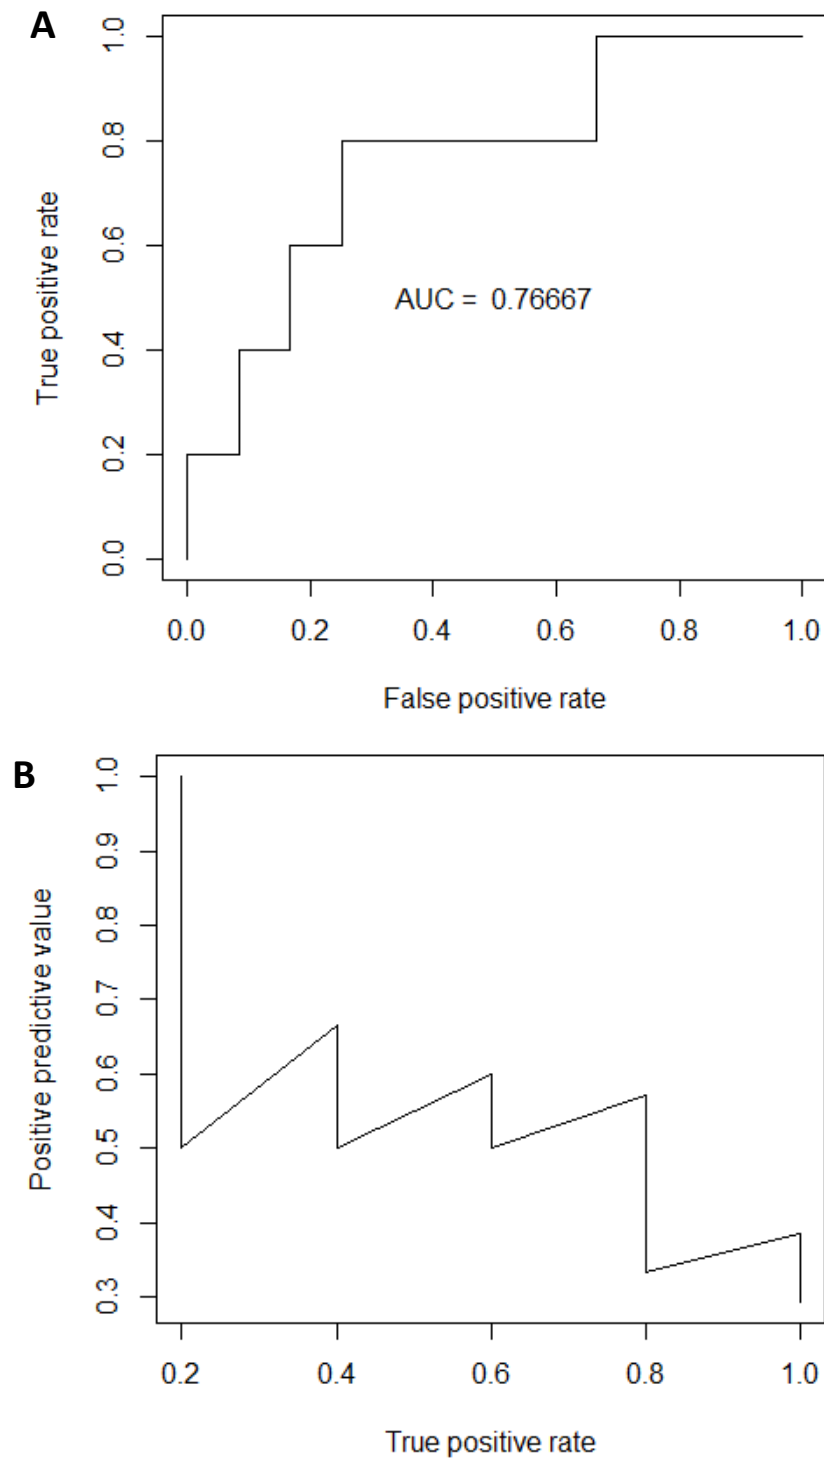 A
True positive rate
1.0
0.8
0.6
0.4
0.2
0.0
AUC = 0.76667
0.0 0.2 0.4 0.6 0.8 1.0
False positive rate
B
Positive predictive value
1.0
0.9
0.8
0.7
0.6
0.5
0.4
0.3
0.2 0.4 0.6 0.8 1.0
True positive rate